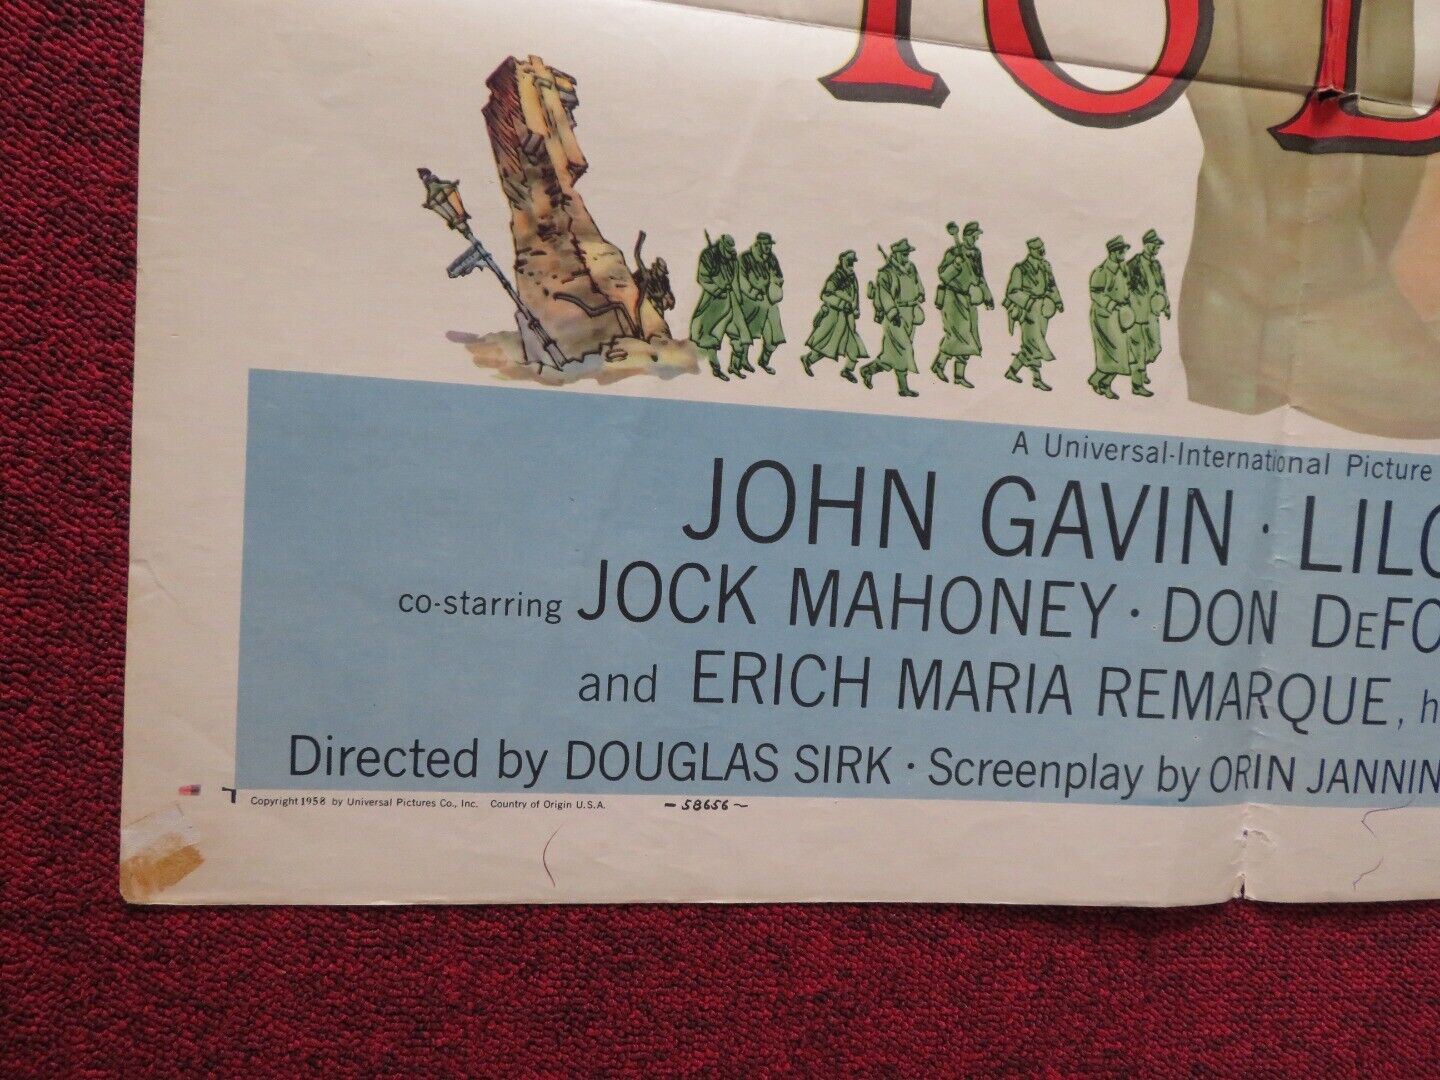 TO
A Universal-International Picture
JOHN GAVIN · LILO
co-starring JOCK MAHONEY · DON DeFO
and ERICH MARIA REMARQUE, h
Directed by DOUGLAS SIRK · Screenplay by ORIN JANNIN
Copyright 1958 by Universal Pictures Co., Inc. Country of Origin U.S.A. -58656~